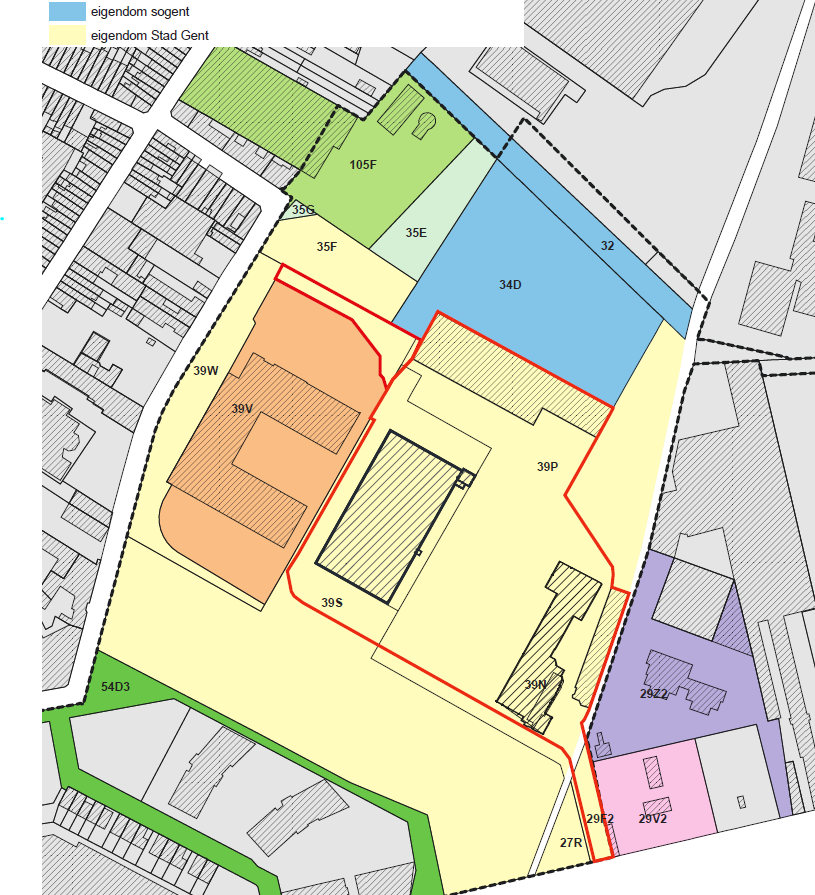 eigendom sogent
eigendom Stad Gent
105F
35G
35E
35F
32
34D
39W
39V
39P
39S
39N
54D3
29Z2
29F2
29V2
27R